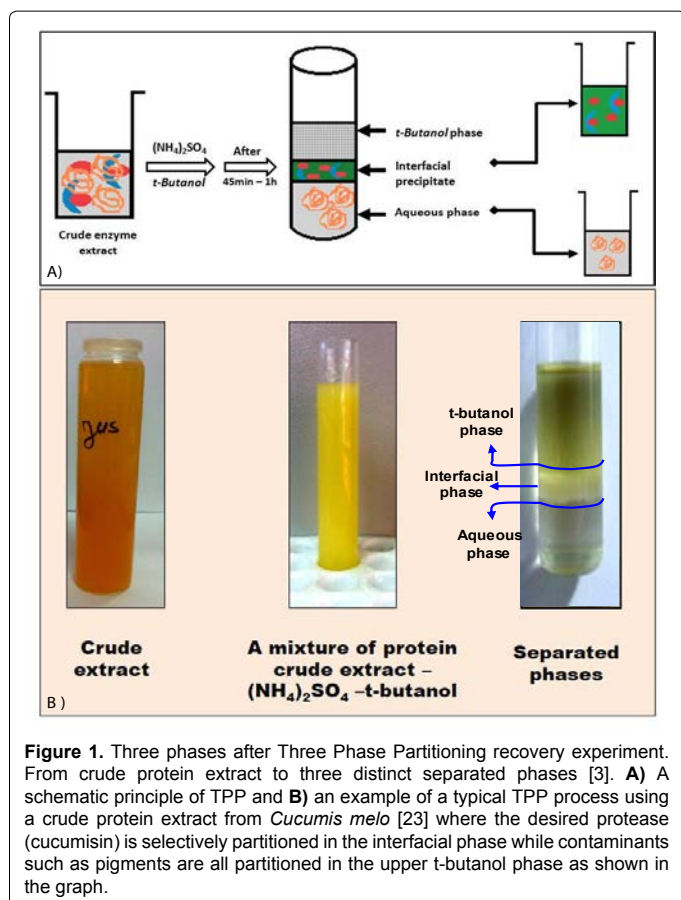 (NH4)2SO4
t-Butanol
After
45min – 1h
Crude enzyme
extract
t-Butanol phase
Interfacial
precipitate
Aqueous phase
A)
Jus
t-butanol
phase
Interfacial
phase
Aqueous
phase
Crude
extract
A mixture of protein
crude extract –
(NH4)2SO4 –t-butanol
Separated
phases
B )
Figure 1. Three phases after Three Phase Partitioning recovery experiment.
From crude protein extract to three distinct separated phases [3]. A) A
schematic principle of TPP and B) an example of a typical TPP process using
a crude protein extract from Cucumis melo [23] where the desired protease
(cucumisin) is selectively partitioned in the interfacial phase while contaminants
such as pigments are all partitioned in the upper t-butanol phase as shown in
the graph.